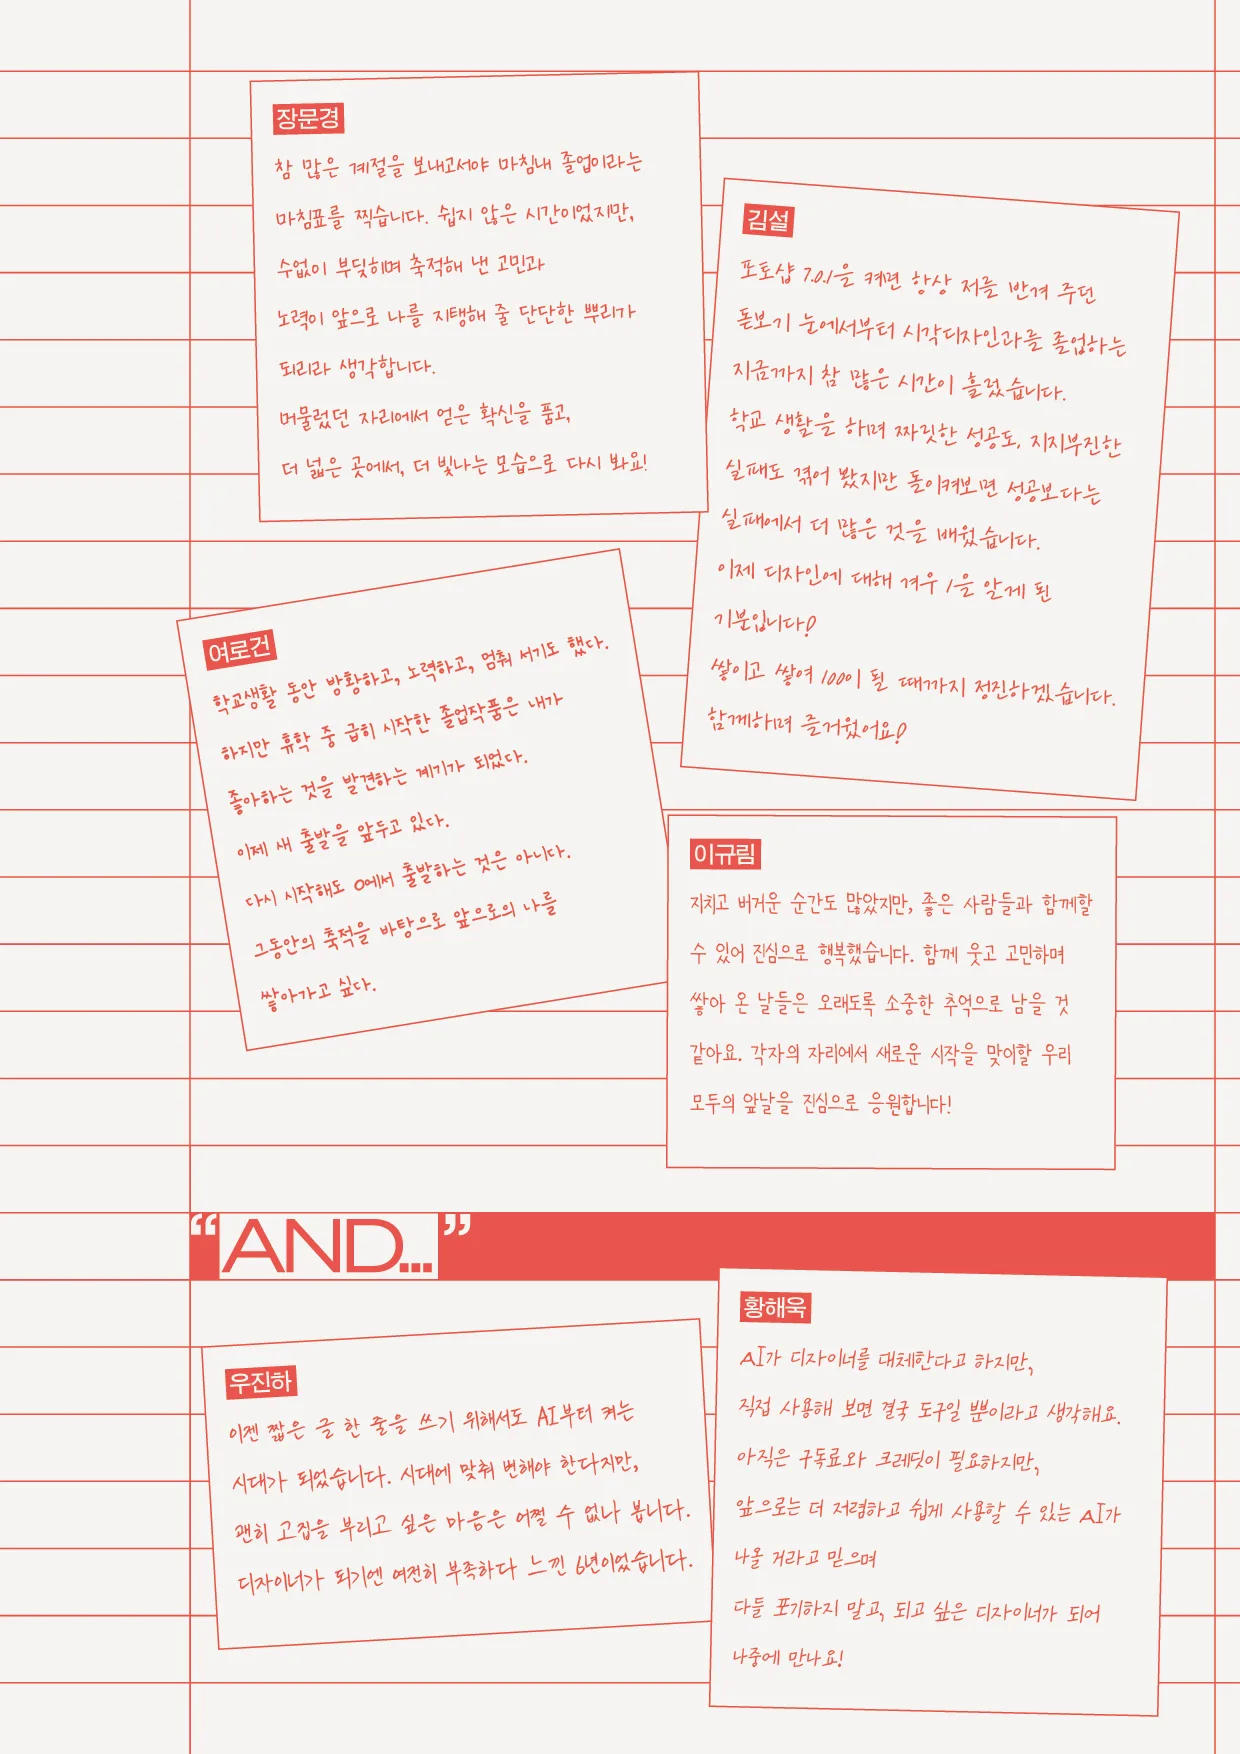 장문경
참 많은 계절을 보내고서야 마침내 졸업이라는
마침표를 찍습니다. 쉽지 않은 시간이었지만,
수없이 부딪히며 축적해 낸 고민과
노력이 앞으로 나를 지탱해 줄 단단한 뿌리가
되리라 생각합니다.
머물렀던 자리에서 얻은 확신을 품고,
더 넓은 곳에서, 더 빛나는 모습으로 다시 봐요!
김설
포토샵 7.0.1을 켜면 항상 저를 반겨 주던
돋보기 눈에서부터 시각디자인과를 졸업하는
지금까지 참 많은 시간이 흘렀습니다.
학교 생활을 하며 짜릿한 성공도, 지지부진한
실패도 겪어 봤지만 돌이켜보면 성공보다는
실패에서 더 많은 것을 배웠습니다.
이제 디자인에 대해 겨우 1을 알게 된
기분입니다!
쌓이고 쌓여 100이 될 때까지 정진하겠습니다.
함께하며 즐거웠어요!
여로건
학교생활 동안 방황하고, 노력하고, 멈춰 서기도 했다.
하지만 휴학 중 급히 시작한 졸업작품은 내가
좋아하는 것을 발견하는 계기가 되었다.
이제 새 출발을 앞두고 있다.
다시 시작해도 0에서 출발하는 것은 아니다.
그동안의 축적을 바탕으로 앞으로의 나를
쌓아가고 싶다.
이규림
지치고 버거운 순간도 많았지만, 좋은 사람들과 함께할
수 있어 진심으로 행복했습니다. 함께 웃고 고민하며
쌓아 온 날들은 오래도록 소중한 추억으로 남을 것
같아요. 각자의 자리에서 새로운 시작을 맞이할 우리
모두의 앞날을 진심으로 응원합니다!
“AND...”
우진하
이젠 짧은 글 한 줄을 쓰기 위해서도 AI부터 켜는
시대가 되었습니다. 시대에 맞춰 변해야 한다지만,
괜히 고집을 부리고 싶은 마음은 어쩔 수 없나 봅니다.
디자이너가 되기엔 여전히 부족하다 느낀 6년이었습니다.
황해욱
AI가 디자이너를 대체한다고 하지만,
직접 사용해 보면 결국 도구일 뿐이라고 생각해요.
아직은 구독료와 크레딧이 필요하지만,
앞으로는 더 저렴하고 쉽게 사용할 수 있는 AI가
나올 거라고 믿으며
다들 포기하지 말고, 되고 싶은 디자이너가 되어
나중에 만나요!